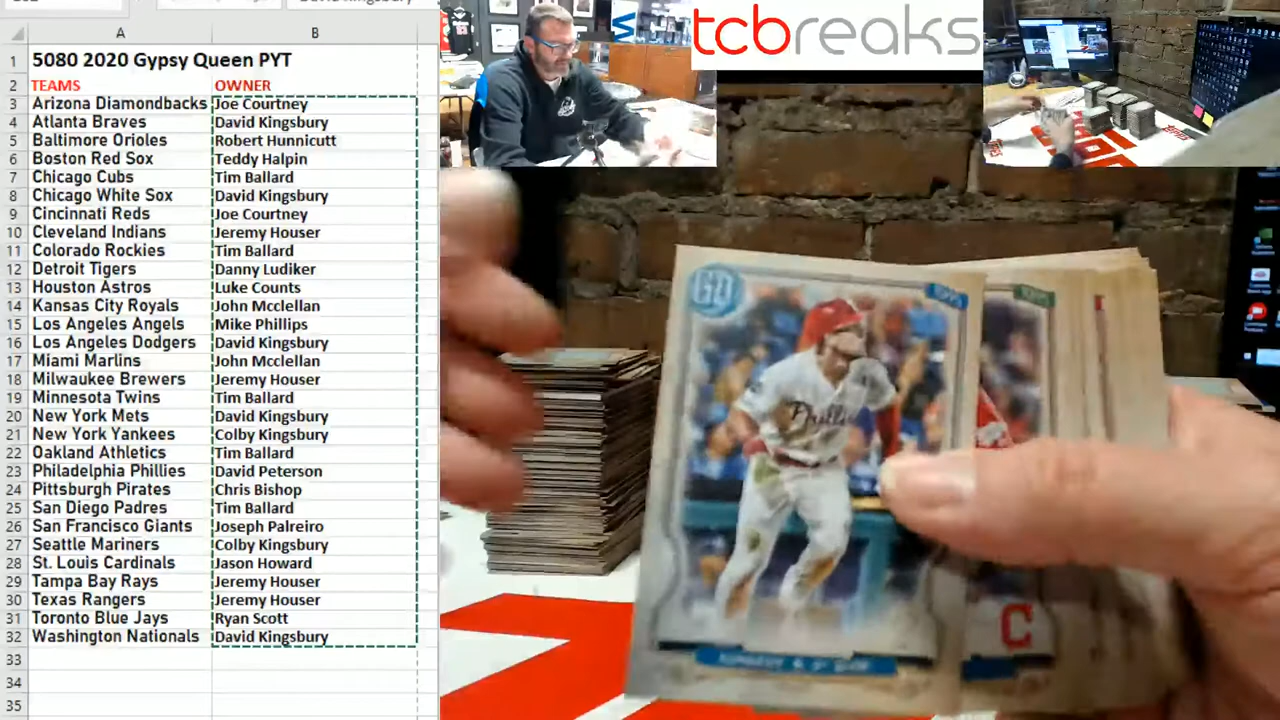 5080 2020 Gypsy Queen PYT
TEAMS OWNER
Arizona Diamondbacks Joe Courtney
Atlanta Braves David Kingsbury
Baltimore Orioles Robert Hunnicutt
Boston Red Sox Teddy Halpin
Chicago Cubs Tim Ballard
Chicago White Sox David Kingsbury
Cincinnati Reds Joe Courtney
Cleveland Indians Jeremy Houser
Colorado Rockies Tim Ballard
Detroit Tigers Danny Ludiker
Houston Astros Luke Counts
Kansas City Royals John Mcclellan
Los Angeles Angels Mike Phillips
Los Angeles Dodgers David Kingsbury
Miami Marlins John Mcclellan
Milwaukee Brewers Jeremy Houser
Minnesota Twins Tim Ballard
New York Mets David Kingsbury
New York Yankees Colby Kingsbury
Oakland Athletics Tim Ballard
Philadelphia Phillies David Peterson
Pittsburgh Pirates Chris Bishop
San Diego Padres Tim Ballard
San Francisco Giants Joseph Palreiro
Seattle Mariners Colby Kingsbury
St. Louis Cardinals Jason Howard
Tampa Bay Rays Jeremy Houser
Texas Rangers Jeremy Houser
Toronto Blue Jays Ryan Scott
Washington Nationals David Kingsbury
A B
1
2
3
4
5
6
7
8
9
10
11
12
13
14
15
16
17
18
19
20
21
22
23
24
25
26
27
28
29
30
31
32
33
34
35
tcbreaks
W
GQ
TOPPS
Phillies
TOPPS
C